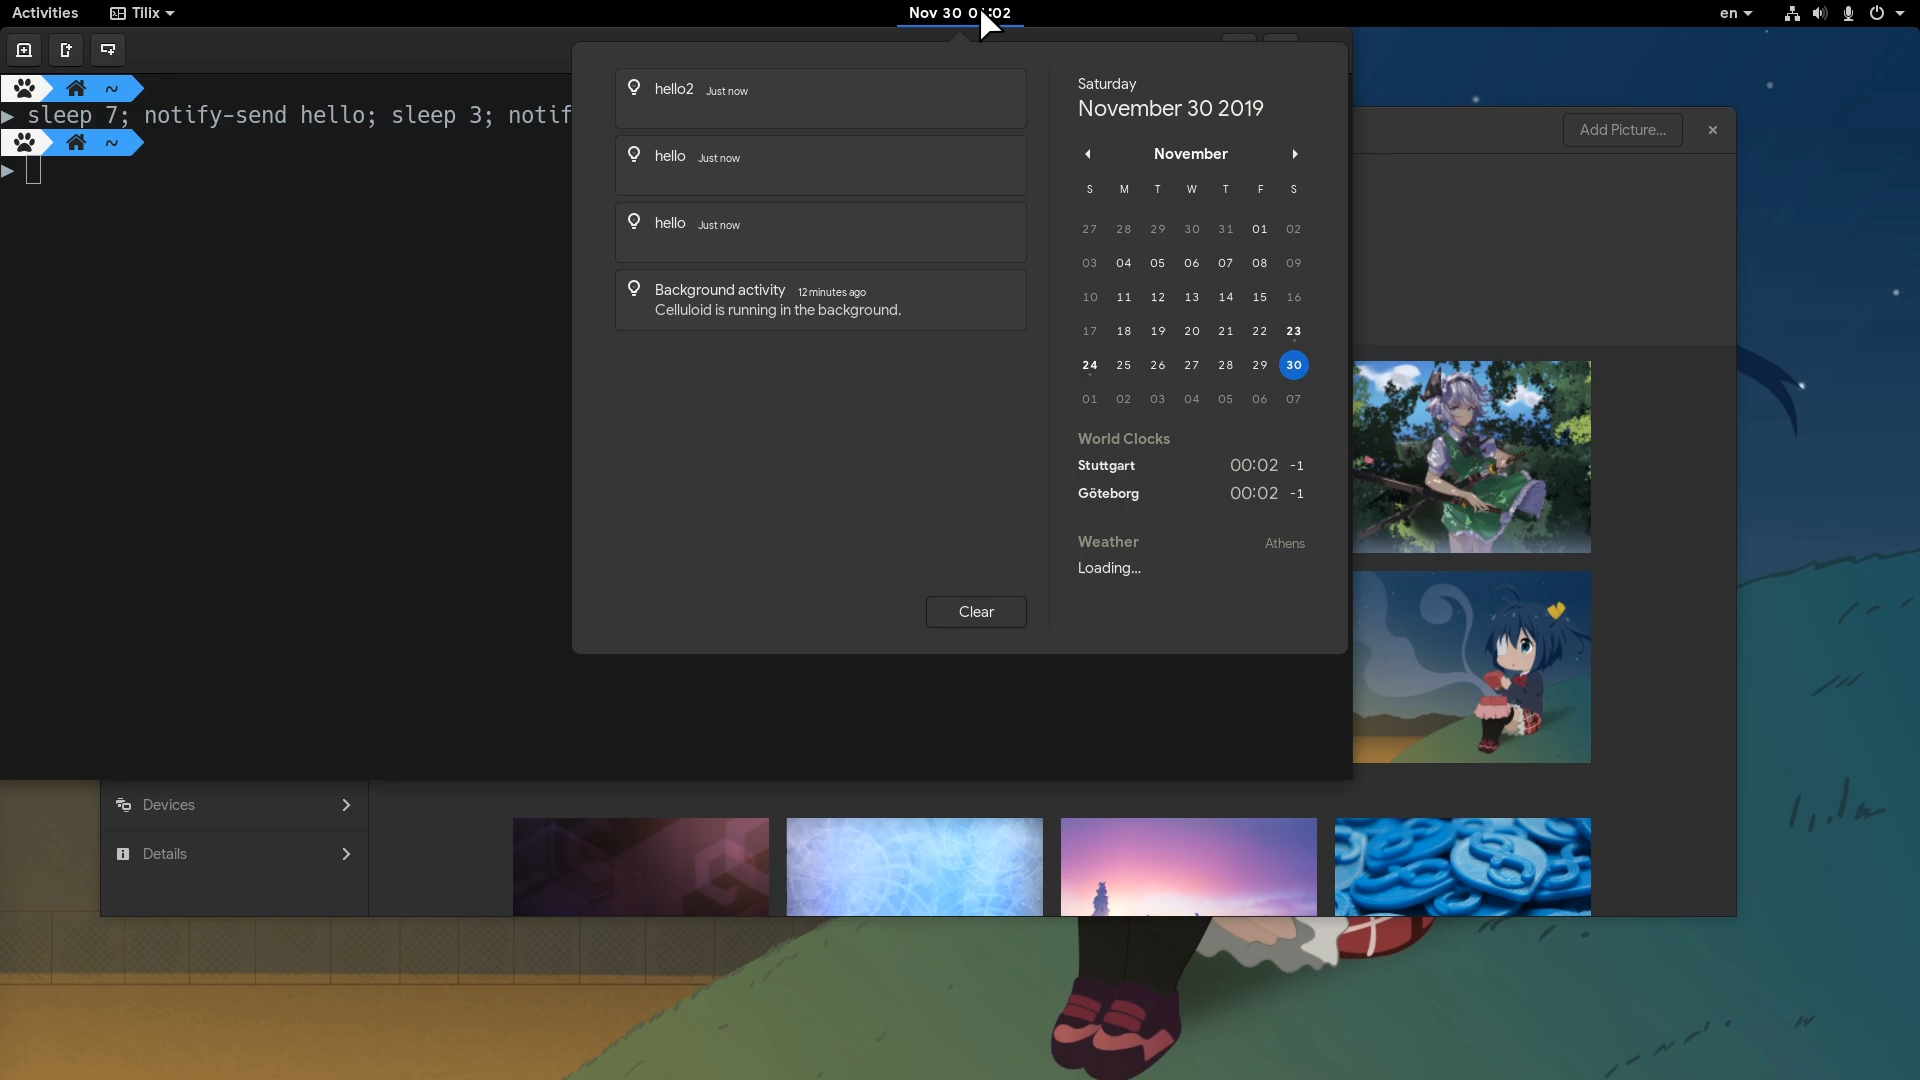 Activities
Tilix
Nov 30
en
~
sleep 7; notify-send hello; sleep 3; notif
~
hello2 Just now
hello Just now
hello Just now
Background activity 12 minutes ago
Celluloid is running in the background.
Clear
Saturday
November 30 2019
November
S M T W T F S
27 28 29 30 31 01 02
03 04 05 06 07 08 09
10 11 12 13 14 15 16
17 18 19 20 21 22 23
24 25 26 27 28 29 30
01 02 03 04 05 06 07
World Clocks
Stuttgart 00:02 -1
Göteborg 00:02 -1
Weather Athens
Loading…
Add Picture…
Devices
Details